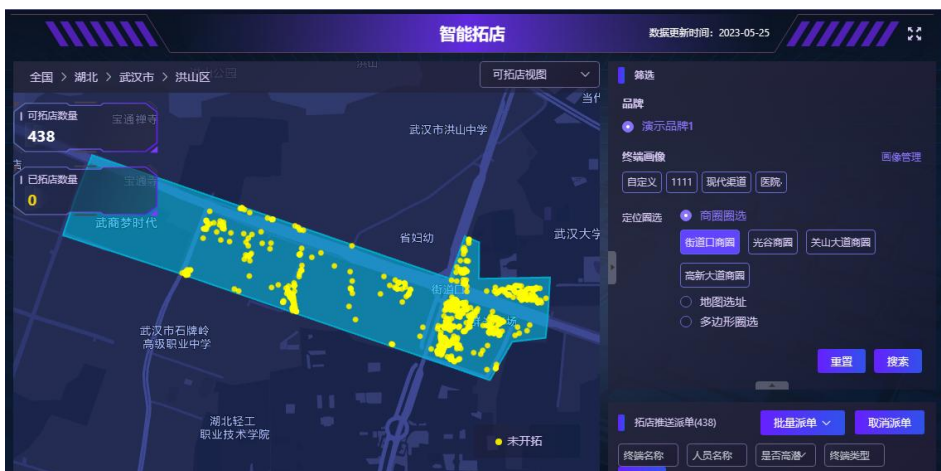 智能拓店
数据更新时间：2023-05-25
全国 > 湖北 > 武汉市 > 洪山区
可拓店视图
可拓店数量
438
已拓店数量
0
宝通禅寺
武汉市洪山中学
武商梦时代
省妇幼
武汉大学
街道口
武汉市石牌岭
高级职业中学
湖北轻工
职业技术学院
未开拓
筛选
品牌
演示品牌1
终端画像
画像管理
自定义 1111 现代渠道 医院
定位圈选
商圈圈选
街道口商圈 光谷商圈 关山大道商圈
高新大道商圈
地图选址
多边形圈选
重置 搜索
拓店推送派单(438)
批量派单
取消派单
终端名称 人员名称 是否高潜 终端类型